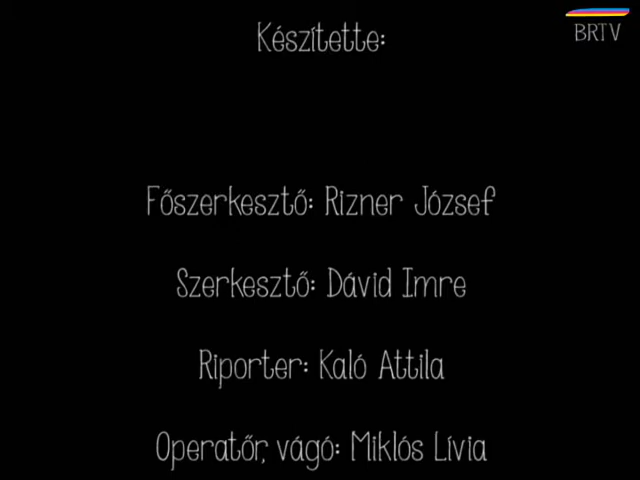 Készítette:
BRTV
Főszerkesztő: Rizner József
Szerkesztő: Dávid Imre
Riporter: Kaló Attila
Operatőr, vágó: Miklós Lívia